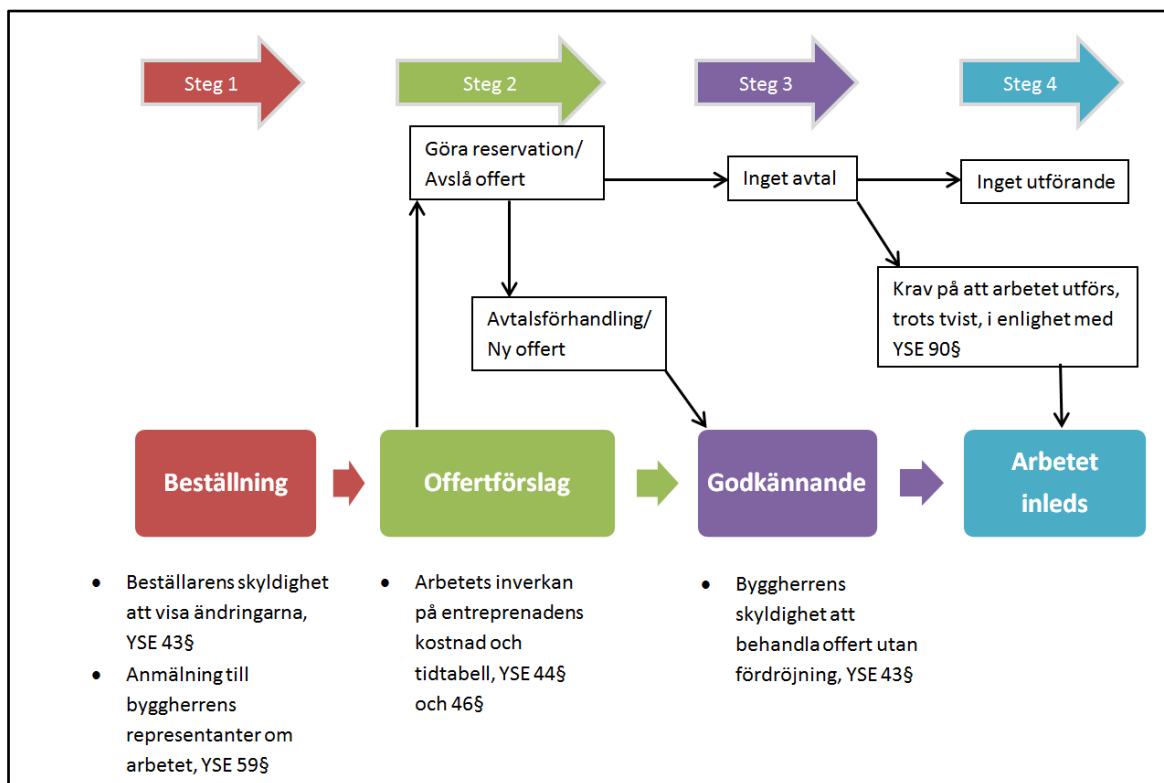 Steg 1
Steg 2
Steg 3
Steg 4
Göra reservation/
Avslå offert
Inget avtal
Inget utförande
Avtalsförhandling/
Ny offert
Krav på att arbetet utförs,
trots tvist, i enlighet med
YSE 90§
Beställning
Offertförslag
Godkännande
Arbetet
inleds
• Beställarens skyldighet
att visa ändringarna,
YSE 43§
• Anmälning till
byggherrens
representanter om
arbetet, YSE 59§
• Arbetets inverkan
på entreprenadens
kostnad och
tidtabell, YSE 44§
och 46§
• Byggherrens
skyldighet att
behandla offert utan
fördröjning, YSE 43§